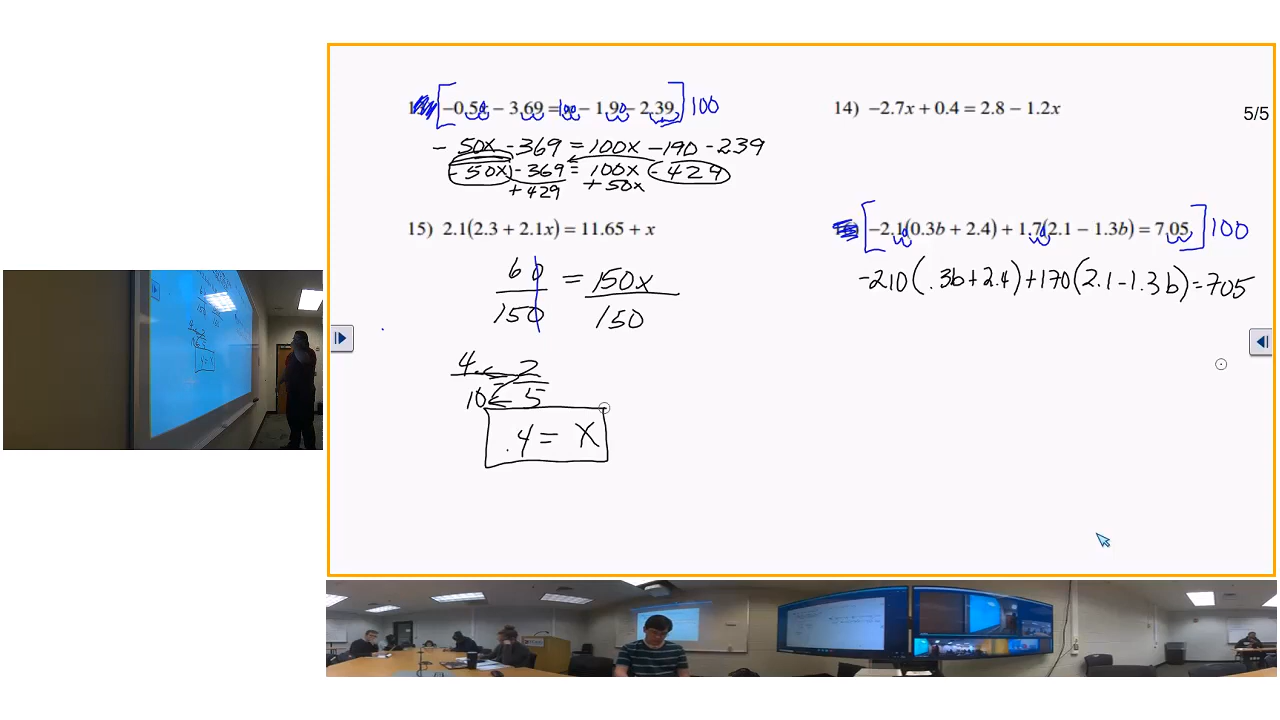 [−0.5x − 3.69 = 100x − 1.90 − 2.39,] 100
− 50x − 369 = 100x − 190 − 239
− 50x − 369 = 100x − 429
+ 429 + 50x
14) −2.7x + 0.4 = 2.8 − 1.2x
5/5
15) 2.1(2.3 + 2.1x) = 11.65 + x
60 = 150x
150 150
4 = 2
10 5
.4 = x
[−2.1(0.3b + 2.4) + 1.7(2.1 − 1.3b) = 7.05,] 100
−210(.3b+2.4)+170(2.1−1.3b)=705